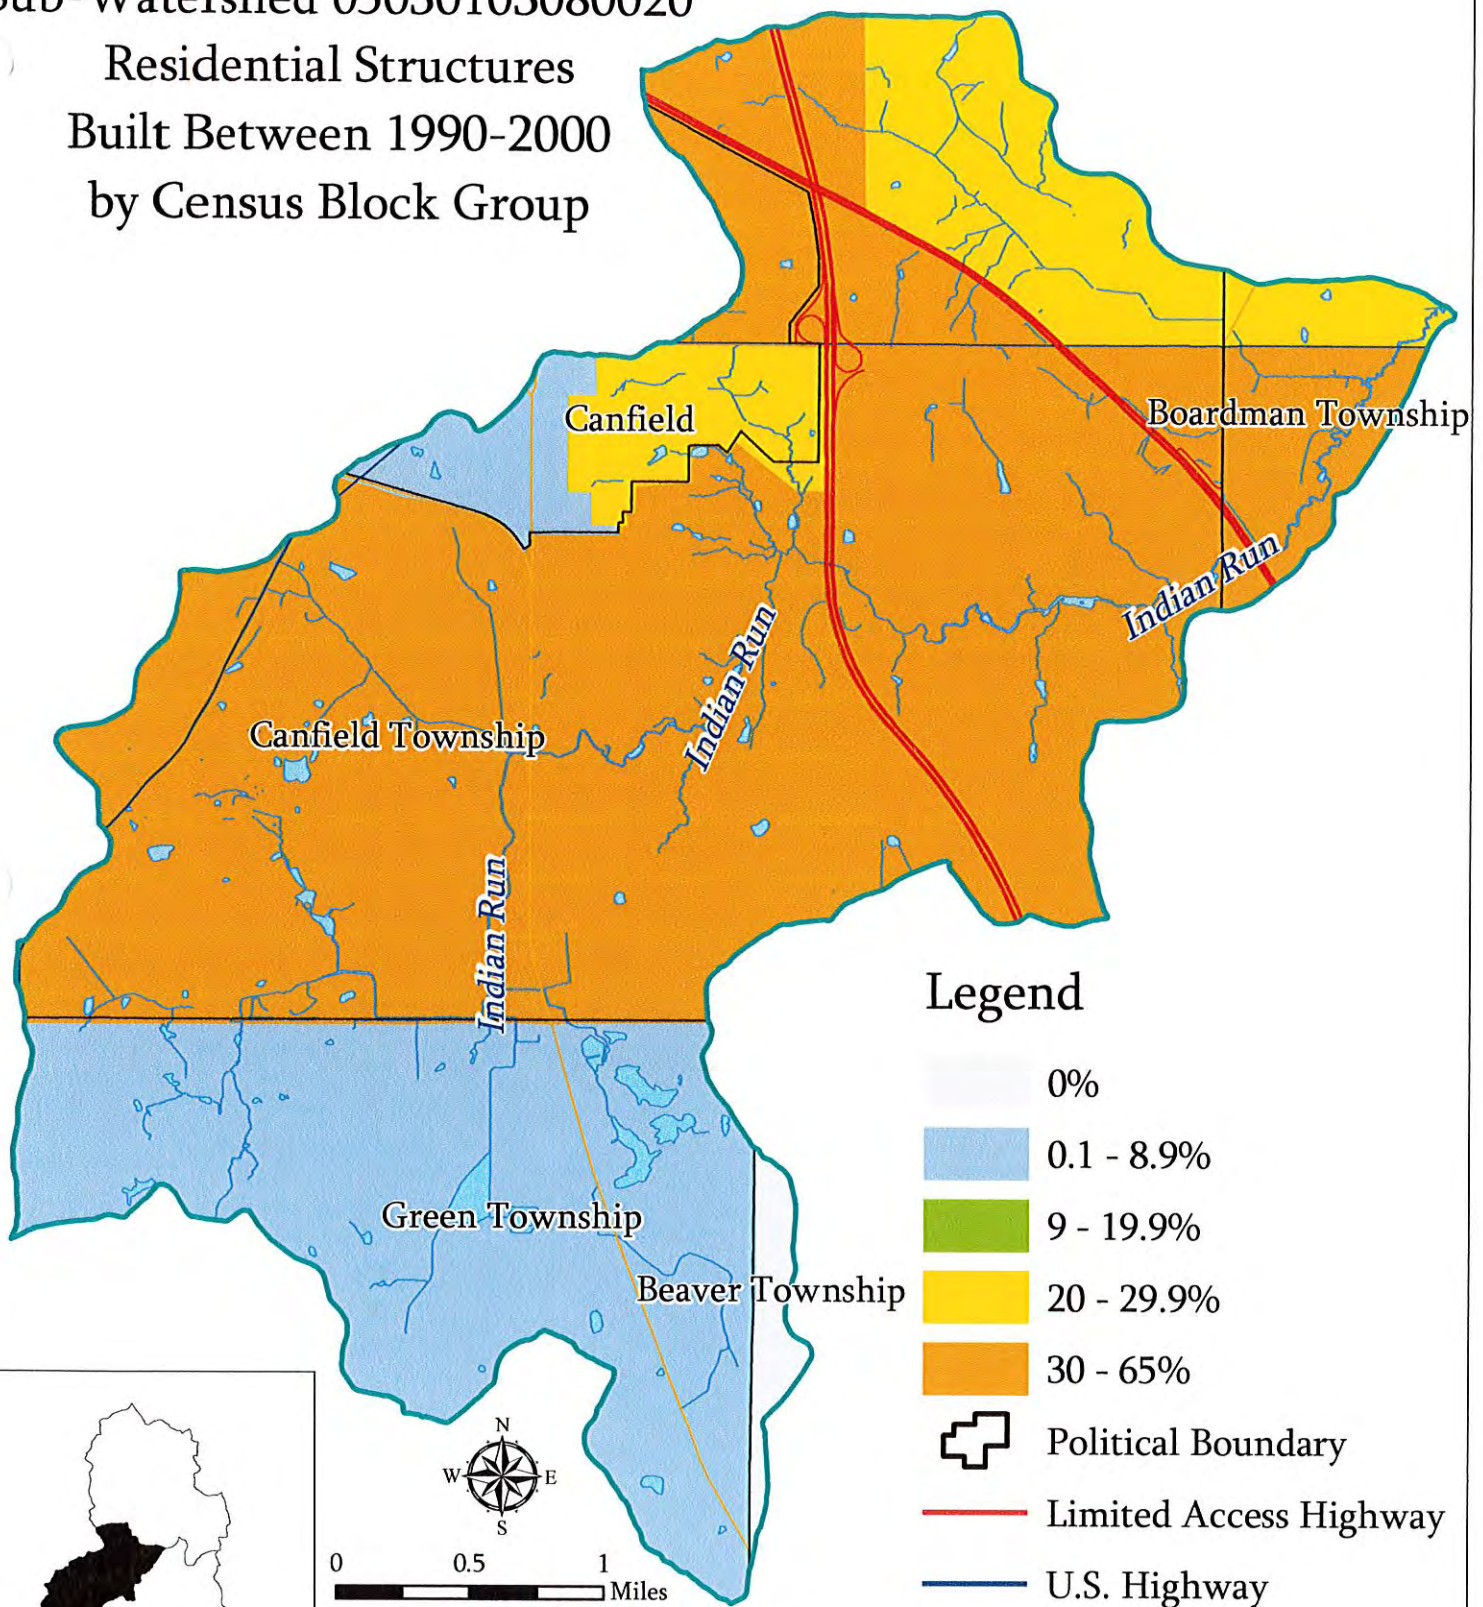 Residential Structures
Built Between 1990-2000
by Census Block Group
Canfield
Boardman Township
Indian Run
Indian Run
Canfield Township
Indian Run
Legend
0%
0.1 - 8.9%
9 - 19.9%
20 - 29.9%
30 - 65%
Political Boundary
Limited Access Highway
U.S. Highway
Green Township
Beaver Township
N
W E
S
0 0.5 1
Miles